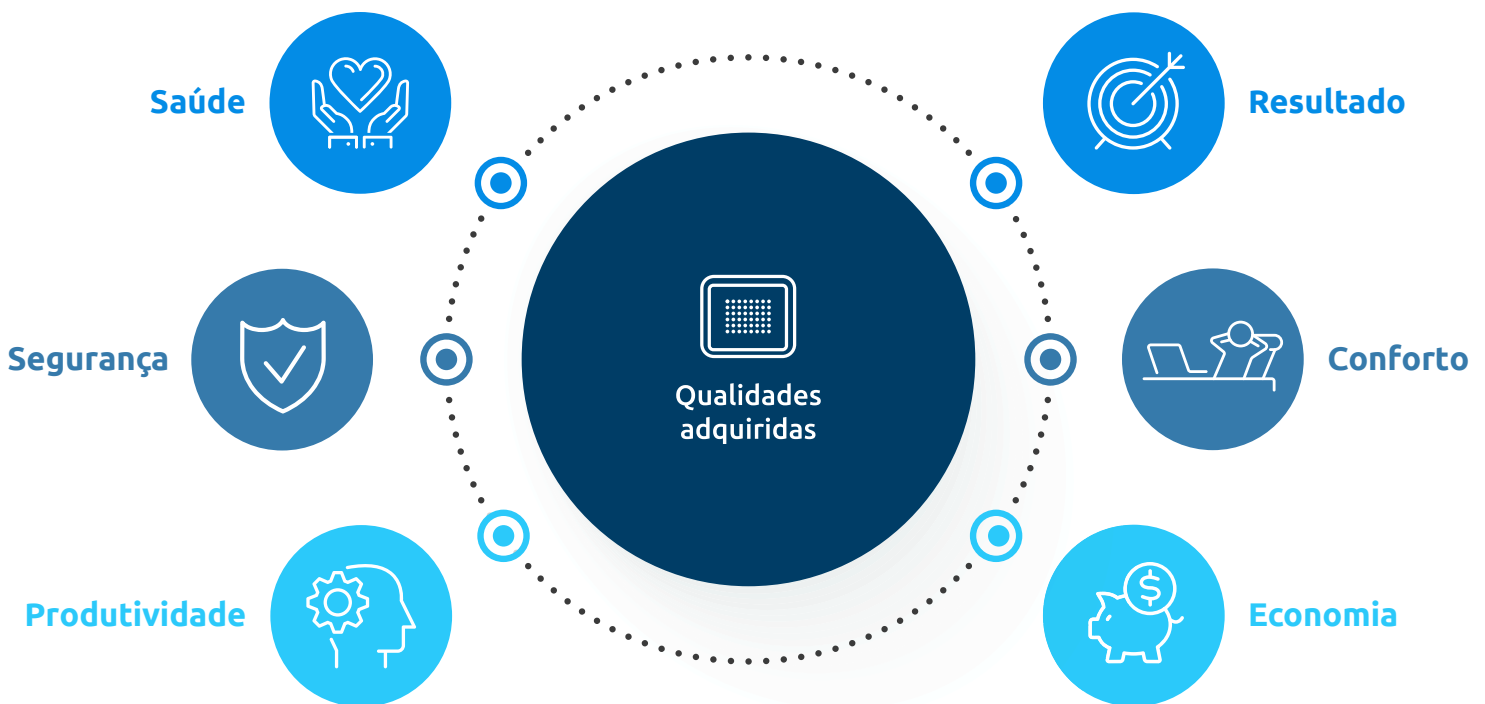 Saúde
Resultado
Segurança
Qualidades
adquiridas
Conforto
Produtividade
Economia